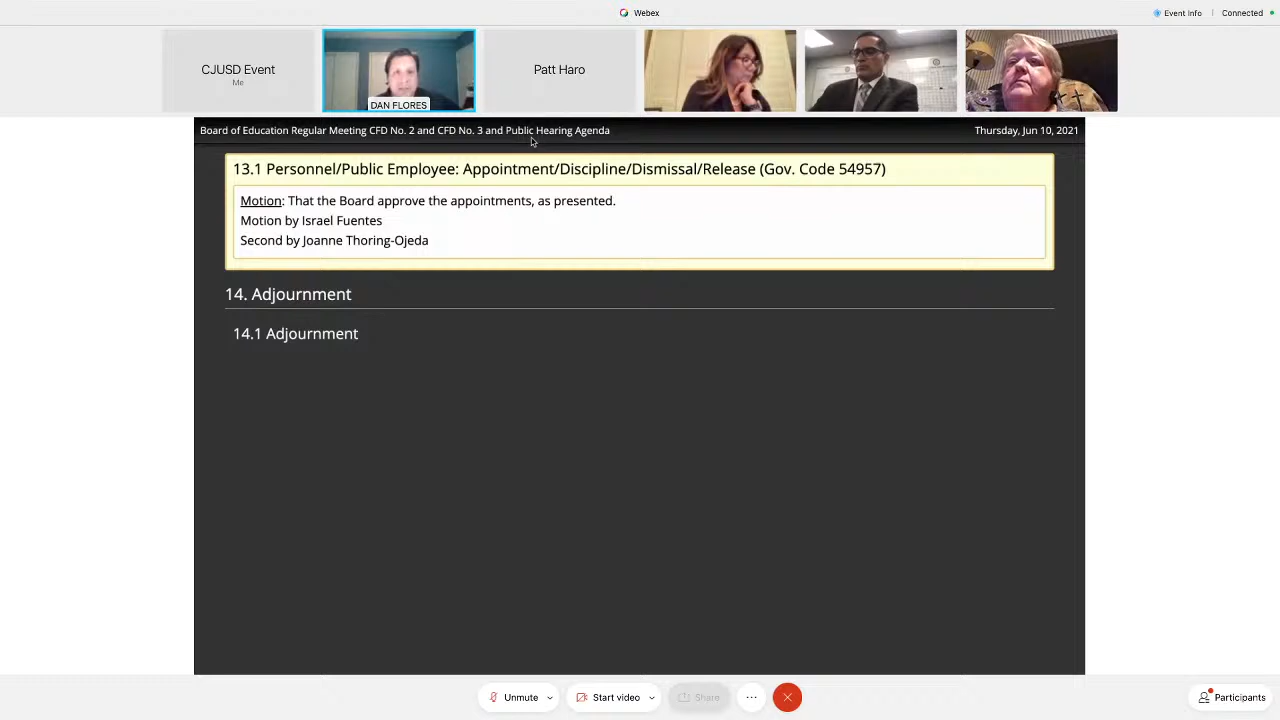 Webex
Event Info
Connected
CJUSD Event
Me
DAN FLORES
Patt Haro
Board of Education Regular Meeting CFD No. 2 and CFD No. 3 and Public Hearing Agenda
Thursday, Jun 10, 2021
13.1 Personnel/Public Employee: Appointment/Discipline/Dismissal/Release (Gov. Code 54957)
Motion: That the Board approve the appointments, as presented.
Motion by Israel Fuentes
Second by Joanne Thoring-Ojeda
14. Adjournment
14.1 Adjournment
Unmute
Start video
Share
Participants